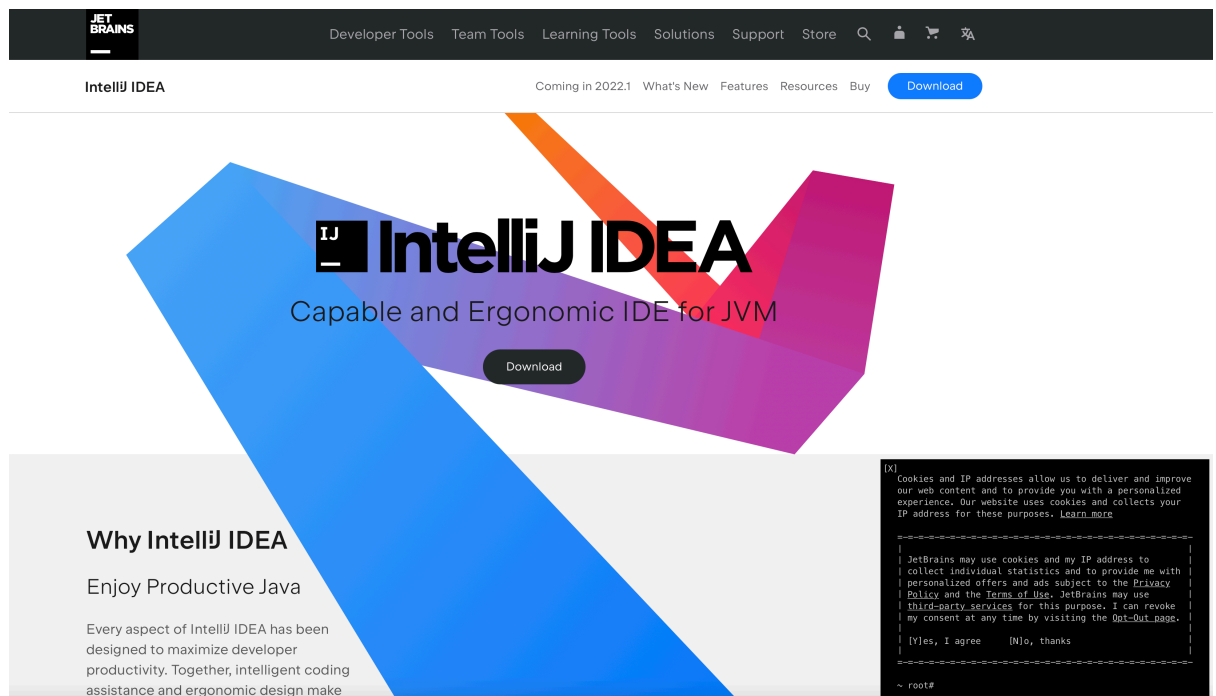 JET
BRAINS
Developer Tools Team Tools Learning Tools Solutions Support Store
IntelliJ IDEA
Coming in 2022.1 What's New Features Resources Buy Download
IJ IntelliJ IDEA
Capable and Ergonomic IDE for JVM
Download
Why IntelliJ IDEA
Enjoy Productive Java
Every aspect of IntelliJ IDEA has been
designed to maximize developer
productivity. Together, intelligent coding
assistance and ergonomic design make
[X]
Cookies and IP addresses allow us to deliver and improve
our web content and to provide you with a personalized
experience. Our website uses cookies and collects your
IP address for these purposes. Learn more
JetBrains may use cookies and my IP address to
collect individual statistics and to provide me with
personalized offers and ads subject to the Privacy
Policy and the Terms of Use. JetBrains may use
third-party services for this purpose. I can revoke
my consent at any time by visiting the Opt-Out page.
[Y]es, I agree [N]o, thanks
~ root#